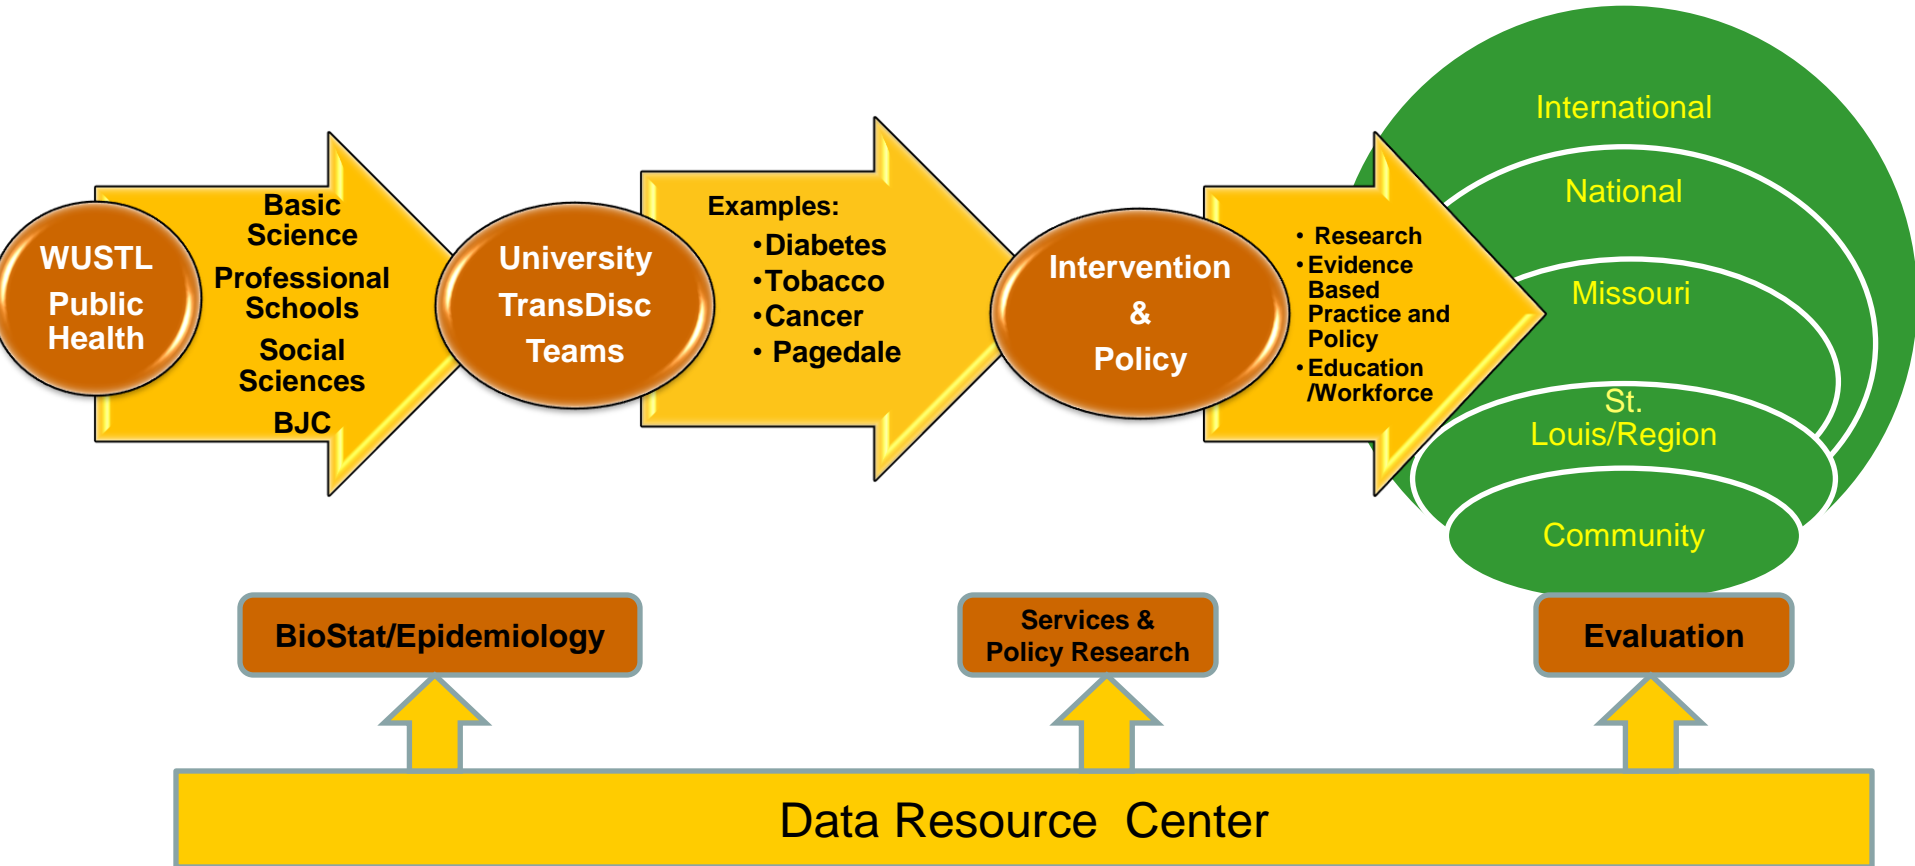 WUSTL
Public
Health
Basic
Science
Professional
Schools
Social
Sciences
BJC
University
TransDisc
Teams
Examples:
•Diabetes
•Tobacco
•Cancer
• Pagedale
Intervention
&
Policy
• Research
•Evidence
Based
Practice and
Policy
•Education
/Workforce
International
National
Missouri
St.
Louis/Region
Community
BioStat/Epidemiology
Services &
Policy Research
Evaluation
Data Resource  Center